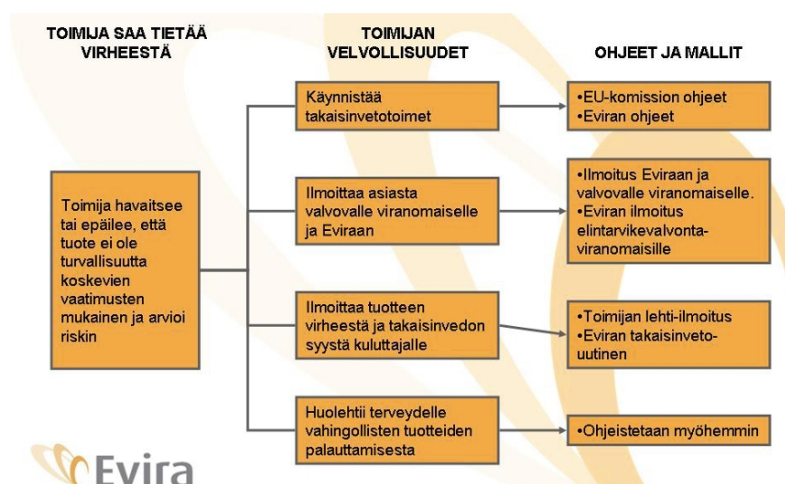 TOIMIJA SAA TIETÄÄ
VIRHEESTÄ
TOIMIJAN
VELVOLLISUUDET
OHJEET JA MALLIT
Toimija havaitsee
tai epäilee, että
tuote ei ole
turvallisuutta
koskevien
vaatimusten
mukainen ja arvioi
riskin
Käynnistää
takaisinvetotoimet
•EU-komission ohjeet
•Eviran ohjeet
Ilmoittaa asiasta
valvovalle viranomaiselle
ja Eviraan
•Ilmoitus Eviraan ja
valvovalle viranomaiselle.
•Eviran ilmoitus
elintarvikevalvonta-
viranomaisille
Ilmoittaa tuotteen
virheestä ja takaisinvedon
syystä kuluttajalle
•Toimijan lehti-ilmoitus
•Eviran takaisinveto-
uutinen
Huolehtii terveydelle
vahingollisten tuotteiden
palauttamisesta
•Ohjeistetaan myöhemmin
Evira